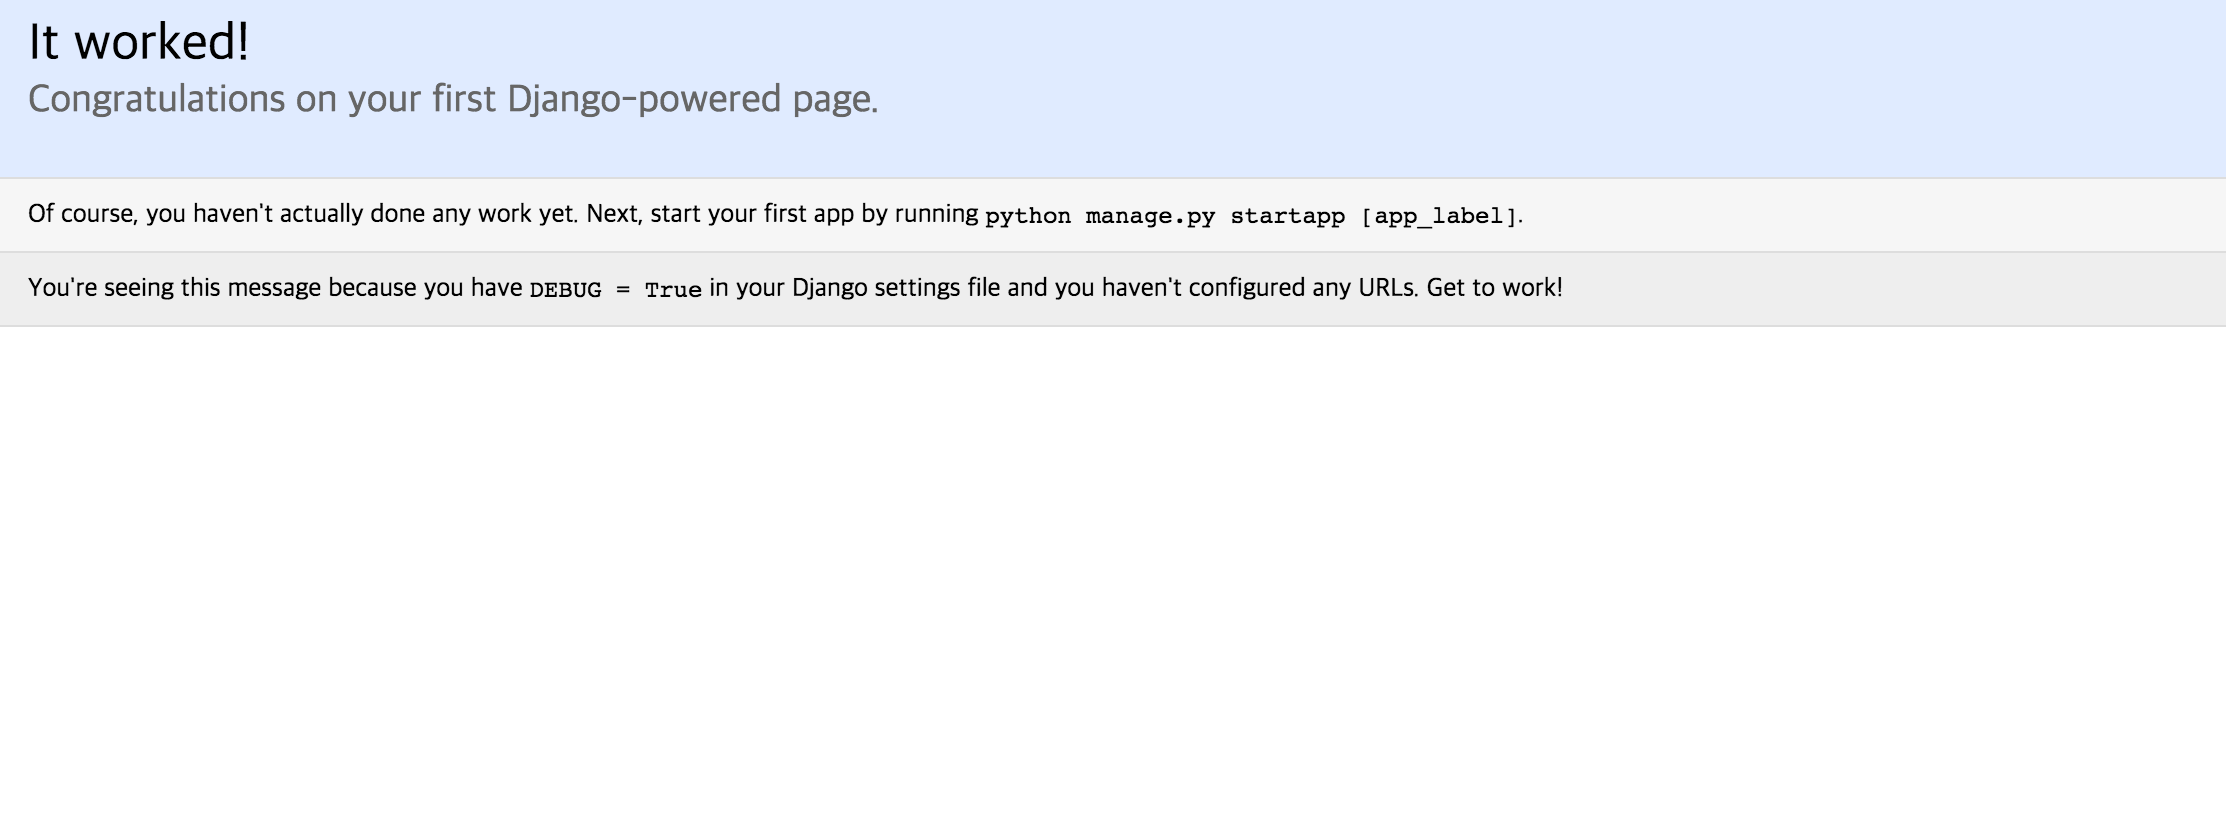 It worked!
Congratulations on your first Django-powered page.
Of course, you haven't actually done any work yet. Next, start your first app by running python manage.py startapp [app_label].
You're seeing this message because you have DEBUG = True in your Django settings file and you haven't configured any URLs. Get to work!